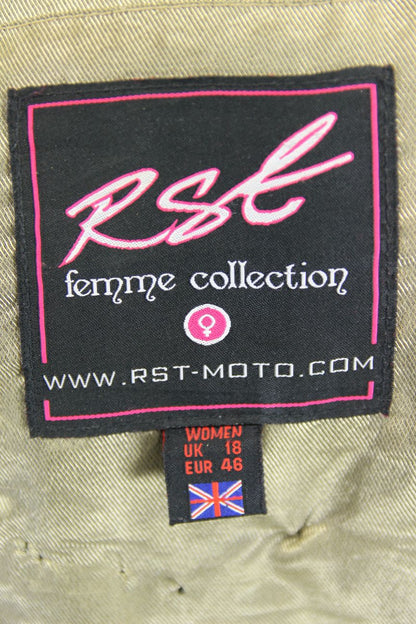 Rst
femme collection
WWW.RST-MOTO.COM
WOMEN
UK 18
EUR 46